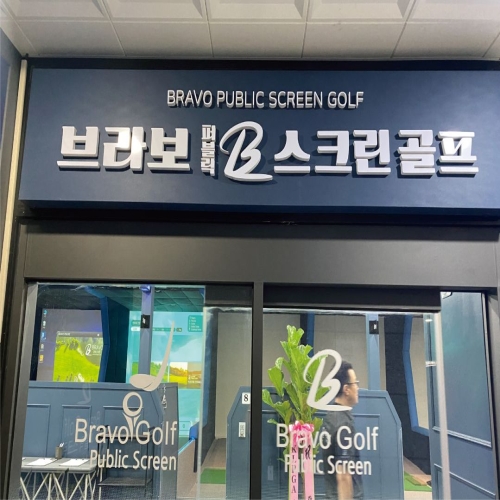 BRAVO PUBLIC SCREEN GOLF
브라보 퍼블릭 B 스크린 골프
B
8
Bravo Golf
Public Screen
Bravo Golf
Public Screen